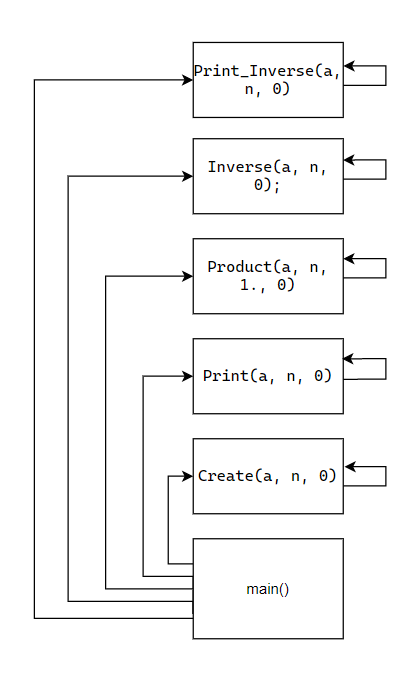 Print_Inverse(a,
n, 0)
Inverse(a, n,
0);
Product(a, n,
1., 0)
Print(a, n, 0)
Create(a, n, 0)
main()